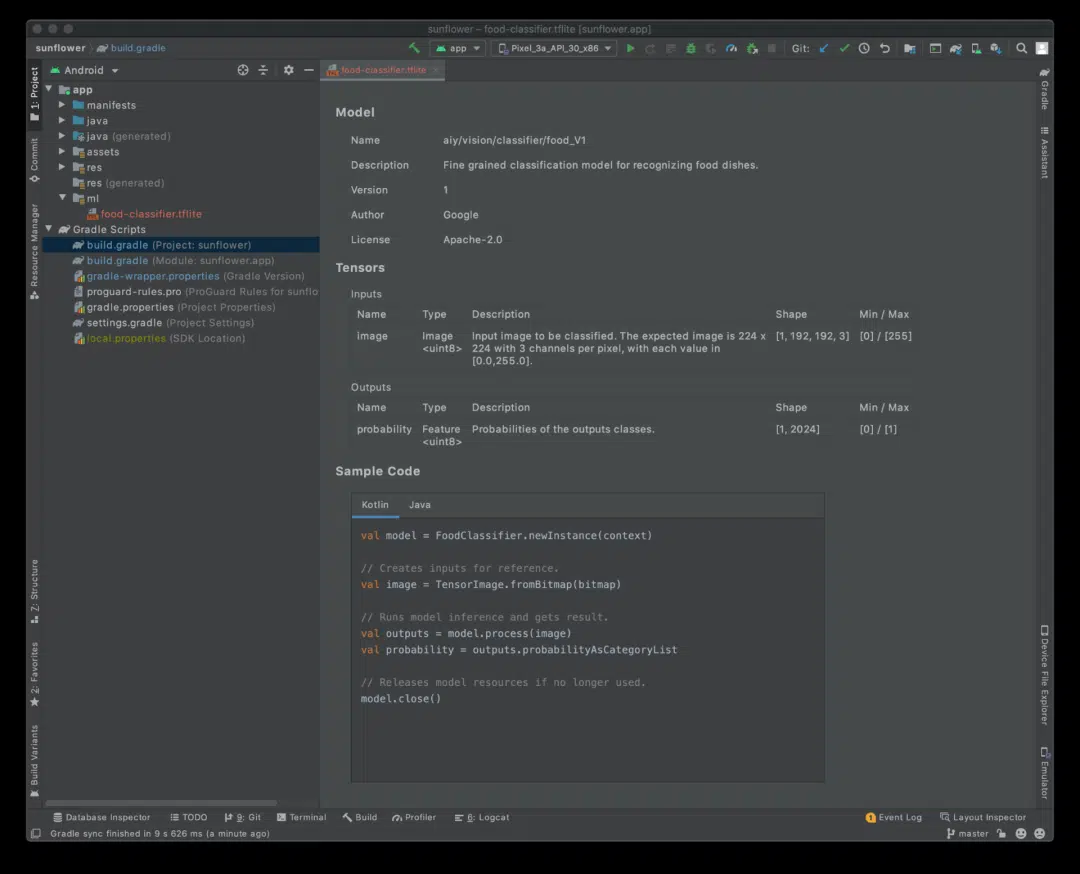 sunflower – food-classifier.tflite [sunflower.app]
sunflower build.gradle app Pixel_3a_API_30_x86 Git:
Android food-classifier.tflite
1: Project
Commit
Resource Manager
Z: Structure
2: Favorites
Build Variants
app
manifests
java
java (generated)
assets
res
res (generated)
ml
food-classifier.tflite
Gradle Scripts
build.gradle (Project: sunflower)
build.gradle (Module: sunflower.app)
gradle-wrapper.properties (Gradle Version)
proguard-rules.pro (ProGuard Rules for sunflo
gradle.properties (Project Properties)
settings.gradle (Project Settings)
local.properties (SDK Location)
Model
Name aiy/vision/classifier/food_V1
Description Fine grained classification model for recognizing food dishes.
Version 1
Author Google
License Apache-2.0
Tensors
Inputs
Name Type Description Shape Min / Max
image Image Input image to be classified. The expected image is 224 x [1, 192, 192, 3] [0] / [255]
<uint8> 224 with 3 channels per pixel, with each value in
[0.0,255.0].
Outputs
Name Type Description Shape Min / Max
probability Feature Probabilities of the outputs classes. [1, 2024] [0] / [1]
<uint8>
Sample Code
Kotlin Java
val model = FoodClassifier.newInstance(context)
// Creates inputs for reference.
val image = TensorImage.fromBitmap(bitmap)
// Runs model inference and gets result.
val outputs = model.process(image)
val probability = outputs.probabilityAsCategoryList
// Releases model resources if no longer used.
model.close()
Gradle
Assistant
Device File Explorer
Emulator
Database Inspector TODO 9: Git Terminal Build Profiler 6: Logcat 1 Event Log Layout Inspector
Gradle sync finished in 9 s 626 ms (a minute ago) master